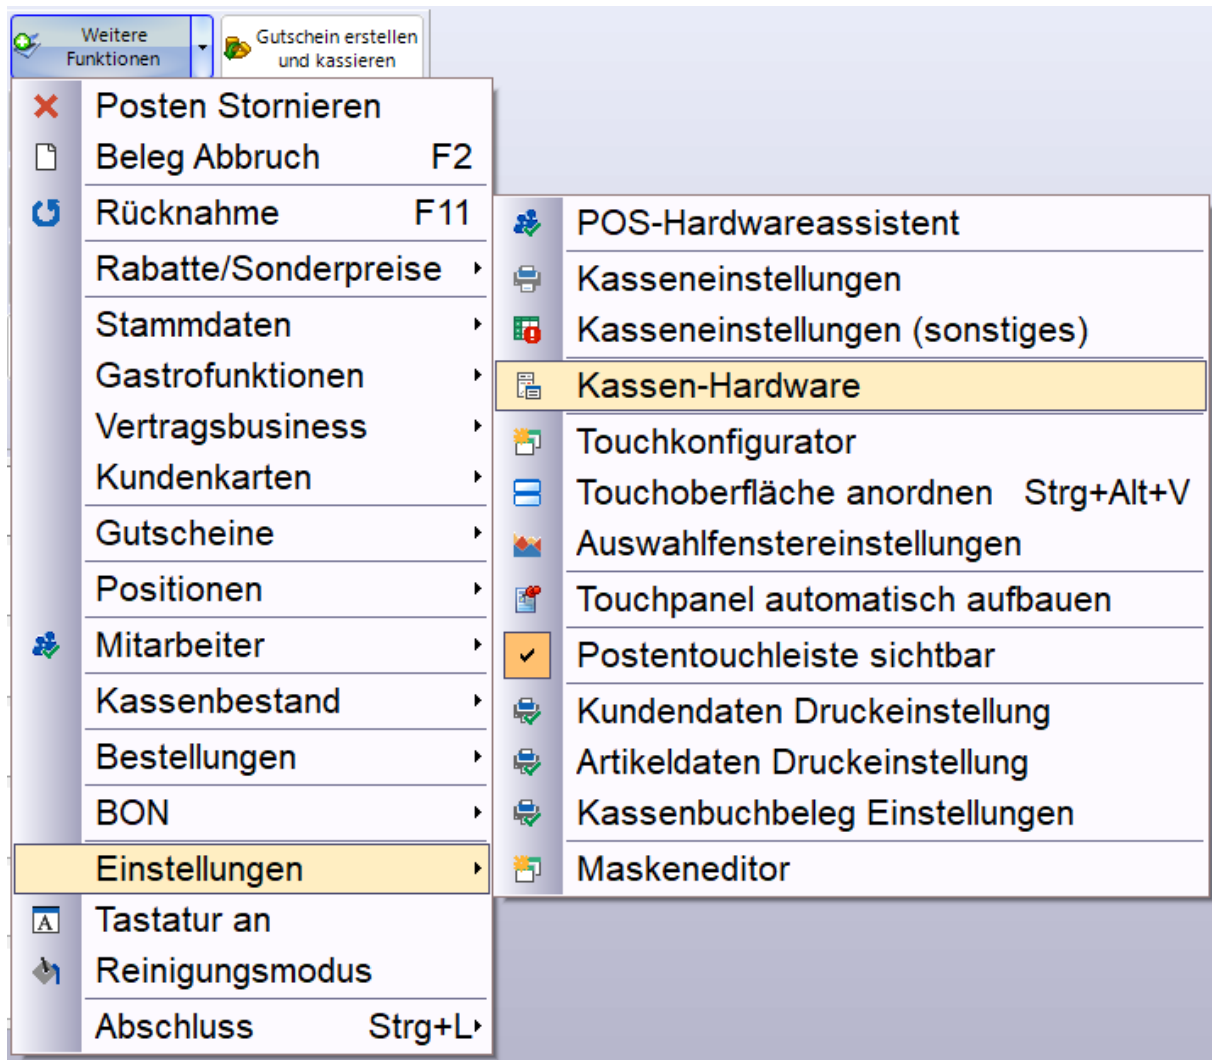 Weitere
Funktionen
Gutschein erstellen
und kassieren
Posten Stornieren
Beleg Abbruch F2
Rücknahme F11
Rabatte/Sonderpreise
Stammdaten
Gastrofunktionen
Vertragsbusiness
Kundenkarten
Gutscheine
Positionen
Mitarbeiter
Kassenbestand
Bestellungen
BON
Einstellungen
Tastatur an
Reinigungsmodus
Abschluss Strg+L
POS-Hardwareassistent
Kasseneinstellungen
Kasseneinstellungen (sonstiges)
Kassen-Hardware
Touchkonfigurator
Touchoberfläche anordnen Strg+Alt+V
Auswahlfenstereinstellungen
Touchpanel automatisch aufbauen
Postentouchleiste sichtbar
Kundendaten Druckeinstellung
Artikeldaten Druckeinstellung
Kassenbuchbeleg Einstellungen
Maskeneditor